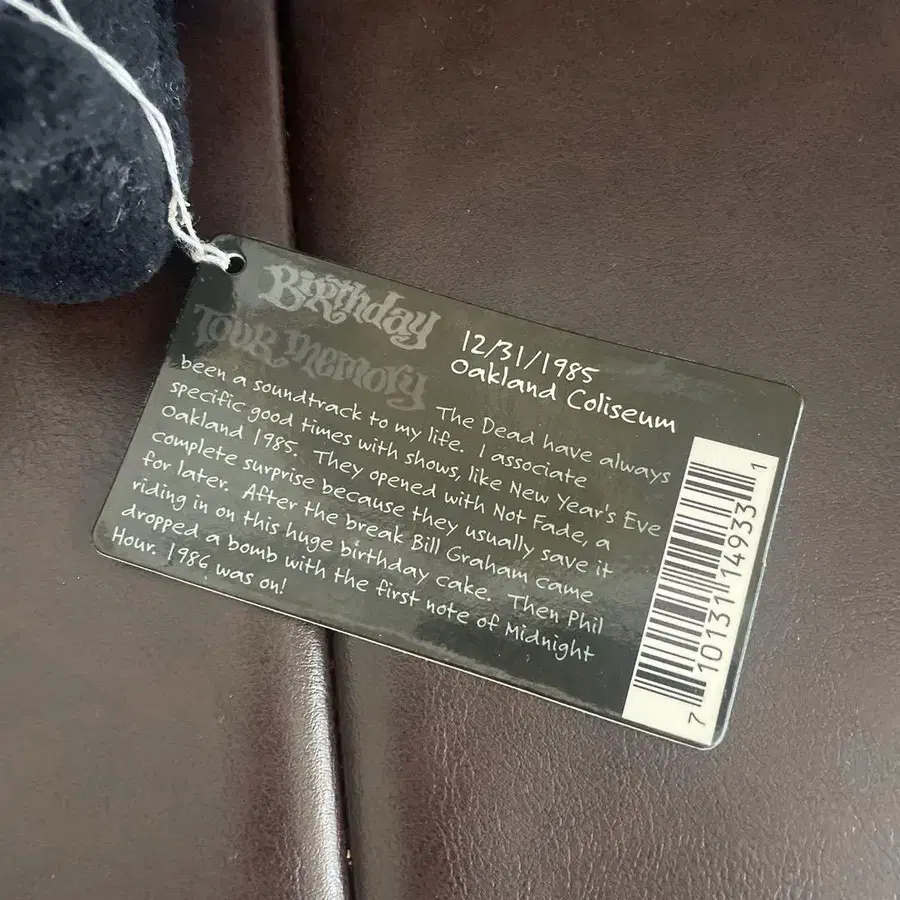 Birthday
Tour Memory
12/31/1985
Oakland Coliseum
The Dead have always
been a soundtrack to my life. I associate
specific good times with shows, like New Year's Eve
Oakland 1985. They opened with Not Fade, a
complete surprise because they usually save it
for later. After the break Bill Graham came
riding in on this huge birthday cake. Then Phil
dropped a bomb with the first note of Midnight
Hour. 1986 was on!
7 10131 14933 1